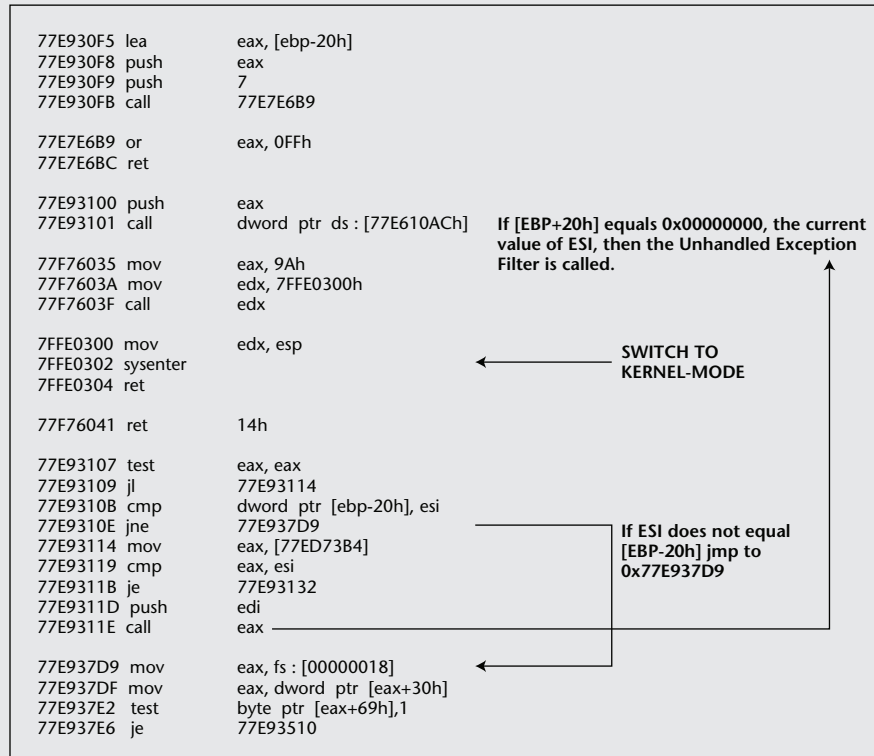 77E930F5 lea eax, [ebp-20h]
77E930F8 push eax
77E930F9 push 7
77E930FB call 77E7E6B9
77E7E6B9 or eax, 0FFh
77E7E6BC ret
77E93100 push eax
77E93101 call dword ptr ds : [77E610ACh]
If [EBP+20h] equals 0x00000000, the current
value of ESI, then the Unhandled Exception
Filter is called.
77F76035 mov eax, 9Ah
77F7603A mov edx, 7FFE0300h
77F7603F call edx
7FFE0300 mov edx, esp
7FFE0302 sysenter
7FFE0304 ret
SWITCH TO
KERNEL-MODE
77F76041 ret 14h
77E93107 test eax, eax
77E93109 jl 77E93114
77E9310B cmp dword ptr [ebp-20h], esi
77E9310E jne 77E937D9
77E93114 mov eax, [77ED73B4]
77E93119 cmp eax, esi
77E9311B je 77E93132
77E9311D push edi
77E9311E call eax
If ESI does not equal
[EBP-20h] jmp to
0x77E937D9
77E937D9 mov eax, fs : [00000018]
77E937DF mov eax, dword ptr [eax+30h]
77E937E2 test byte ptr [eax+69h],1
77E937E6 je 77E93510